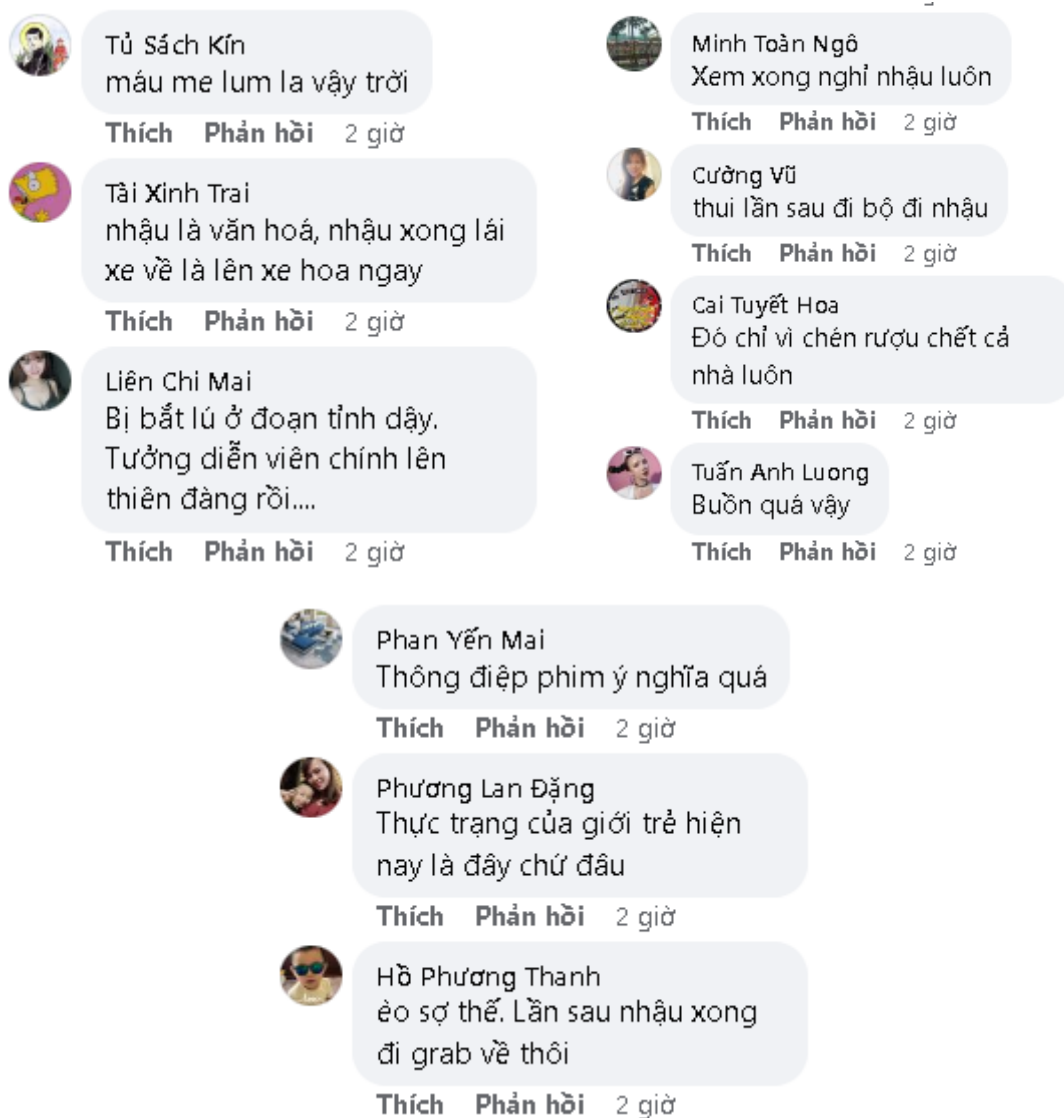 Tủ Sách Kín
máu me lum la vậy trời
Thích Phản hồi 2 giờ
Tài Xinh Trai
nhậu là văn hoá, nhậu xong lái
xe về là lên xe hoa ngay
Thích Phản hồi 2 giờ
Liên Chi Mai
Bị bắt lú ở đoạn tỉnh dậy.
Tưởng diễn viên chính lên
thiên đàng rồi....
Thích Phản hồi 2 giờ
Minh Toàn Ngô
Xem xong nghỉ nhậu luôn
Thích Phản hồi 2 giờ
Cường Vũ
thui lần sau đi bộ đi nhậu
Thích Phản hồi 2 giờ
Cai Tuyết Hoa
Đó chỉ vì chén rượu chết cả
nhà luôn
Thích Phản hồi 2 giờ
Tuấn Anh Luong
Buồn quá vậy
Thích Phản hồi 2 giờ
Phan Yến Mai
Thông điệp phim ý nghĩa quá
Thích Phản hồi 2 giờ
Phương Lan Đặng
Thực trạng của giới trẻ hiện
nay là đây chứ đâu
Thích Phản hồi 2 giờ
Hồ Phương Thanh
èo sợ thế. Lần sau nhậu xong
đi grab về thôi
Thích Phản hồi 2 giờ